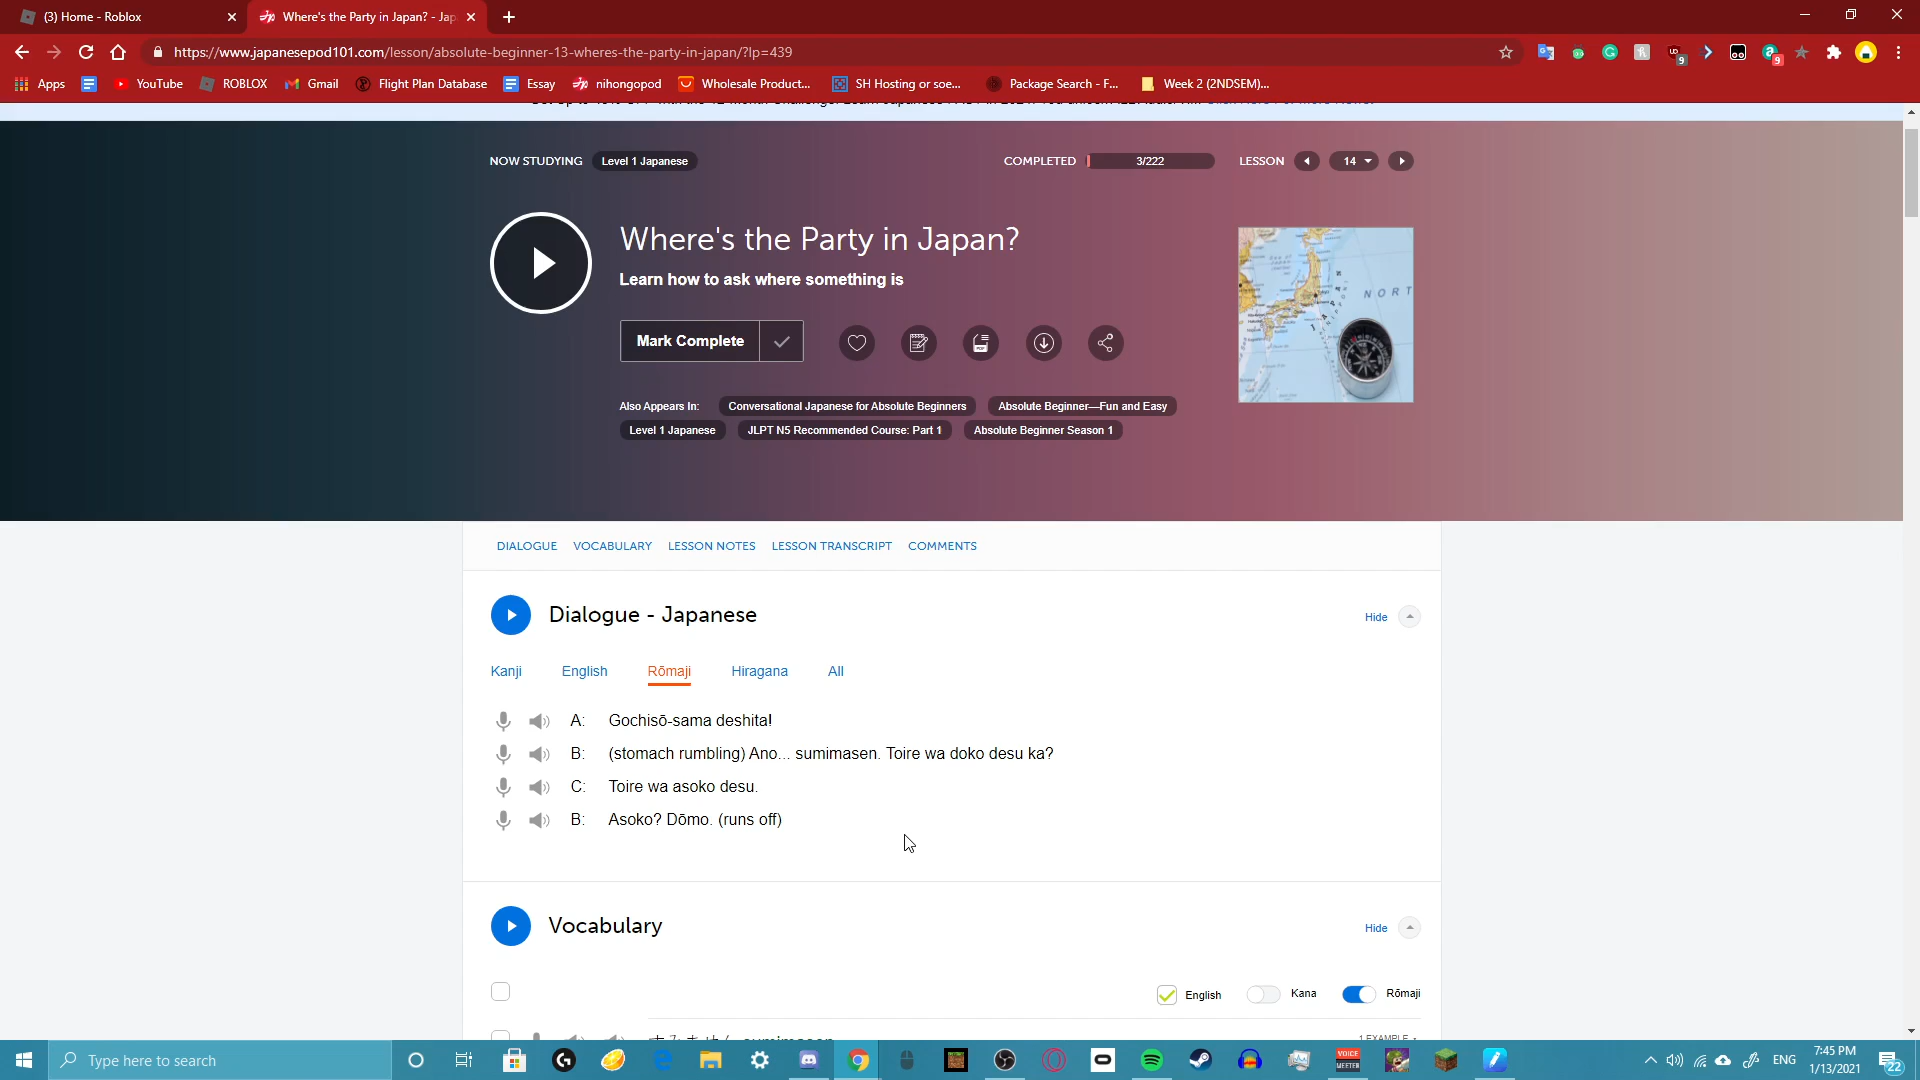 (3) Home - Roblox
Where's the Party in Japan? - Jap
https://www.japanesepod101.com/lesson/absolute-beginner-13-wheres-the-party-in-japan/?lp=439
9
9
Apps YouTube ROBLOX Gmail Flight Plan Database Essay nihongopod Wholesale Product... SH Hosting or soe... Package Search - F... Week 2 (2NDSEM)...
NOW STUDYING Level 1 Japanese COMPLETED 3/222 LESSON 14
Where's the Party in Japan?
Learn how to ask where something is
NORT
JAPAN
Mark Complete
Also Appears In: Conversational Japanese for Absolute Beginners Absolute Beginner—Fun and Easy
Level 1 Japanese JLPT N5 Recommended Course: Part 1 Absolute Beginner Season 1
DIALOGUE VOCABULARY LESSON NOTES LESSON TRANSCRIPT COMMENTS
Dialogue - Japanese Hide
Kanji English Rōmaji Hiragana All
A: Gochisō-sama deshita!
B: (stomach rumbling) Ano... sumimasen. Toire wa doko desu ka?
C: Toire wa asoko desu.
B: Asoko? Dōmo. (runs off)
Vocabulary Hide
English Kana Rōmaji
1 EXAMPLE
Type here to search
VOICE MEETER
ENG
7:45 PM
1/13/2021
22